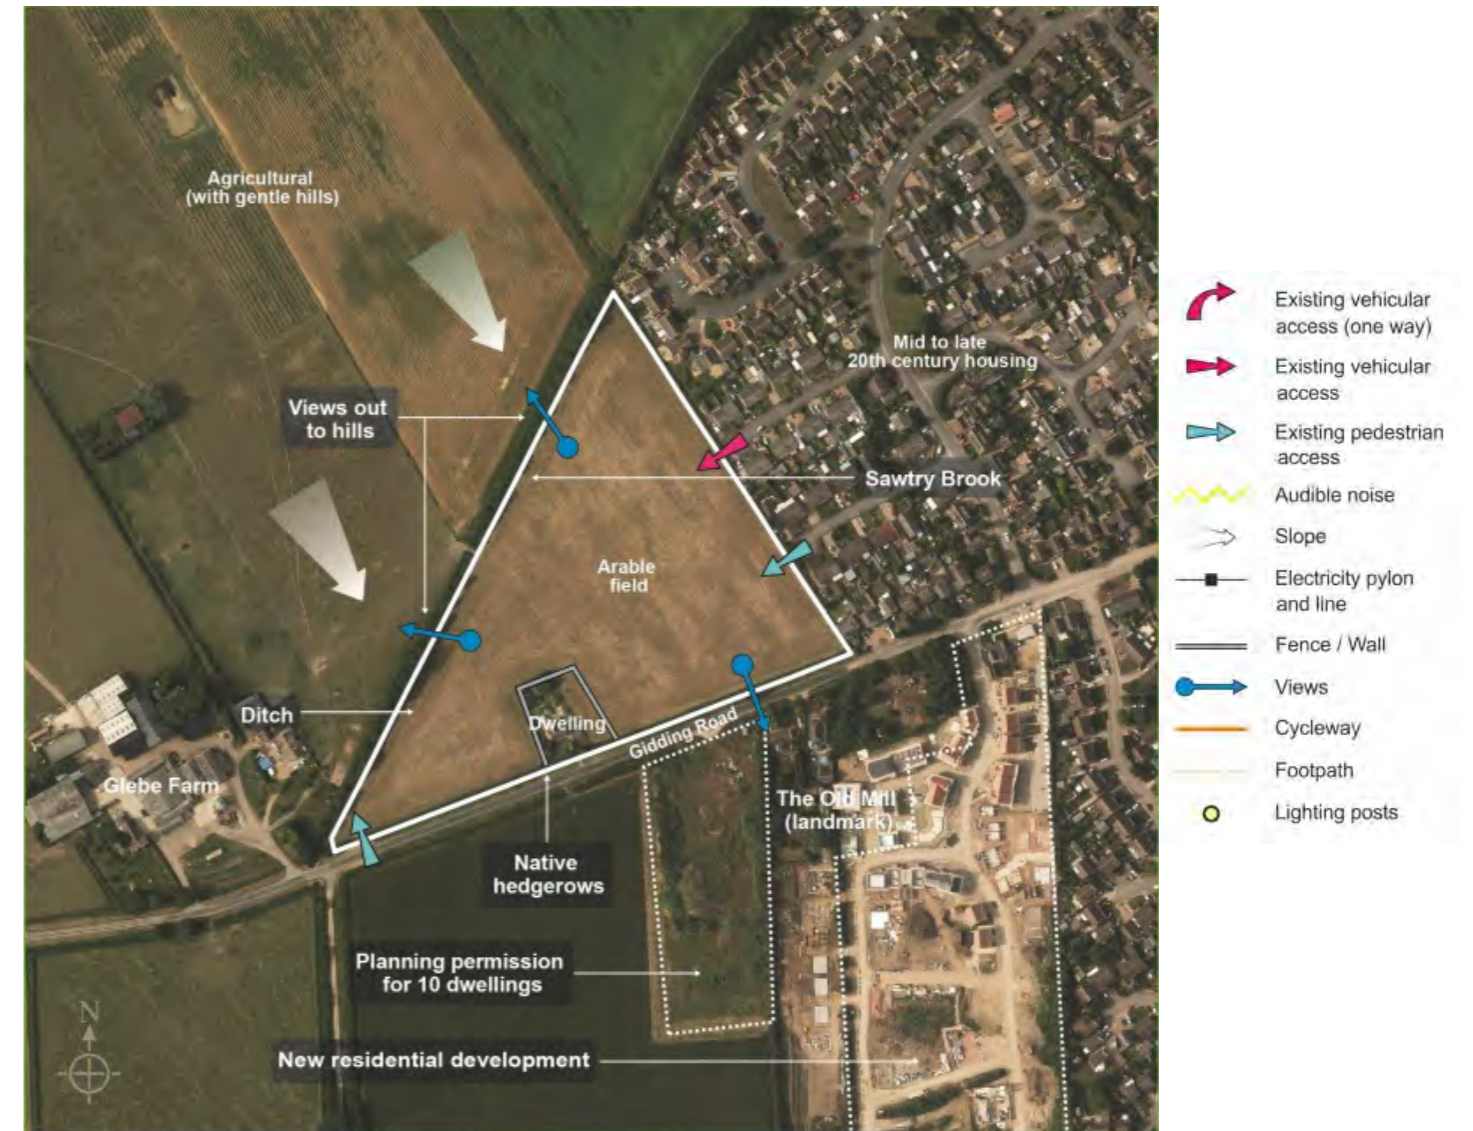 Agricultural
(with gentle hills)
Mid to late
20th century housing
Views out
to hills
Sawtry Brook
Arable
field
Ditch
Dwelling
Gidding Road
Glebe Farm
The Old Mill
(landmark)
Native
hedgerows
Planning permission
for 10 dwellings
New residential development
N
Existing vehicular
access (one way)
Existing vehicular
access
Existing pedestrian
access
Audible noise
Slope
Electricity pylon
and line
Fence / Wall
Views
Cycleway
Footpath
Lighting posts